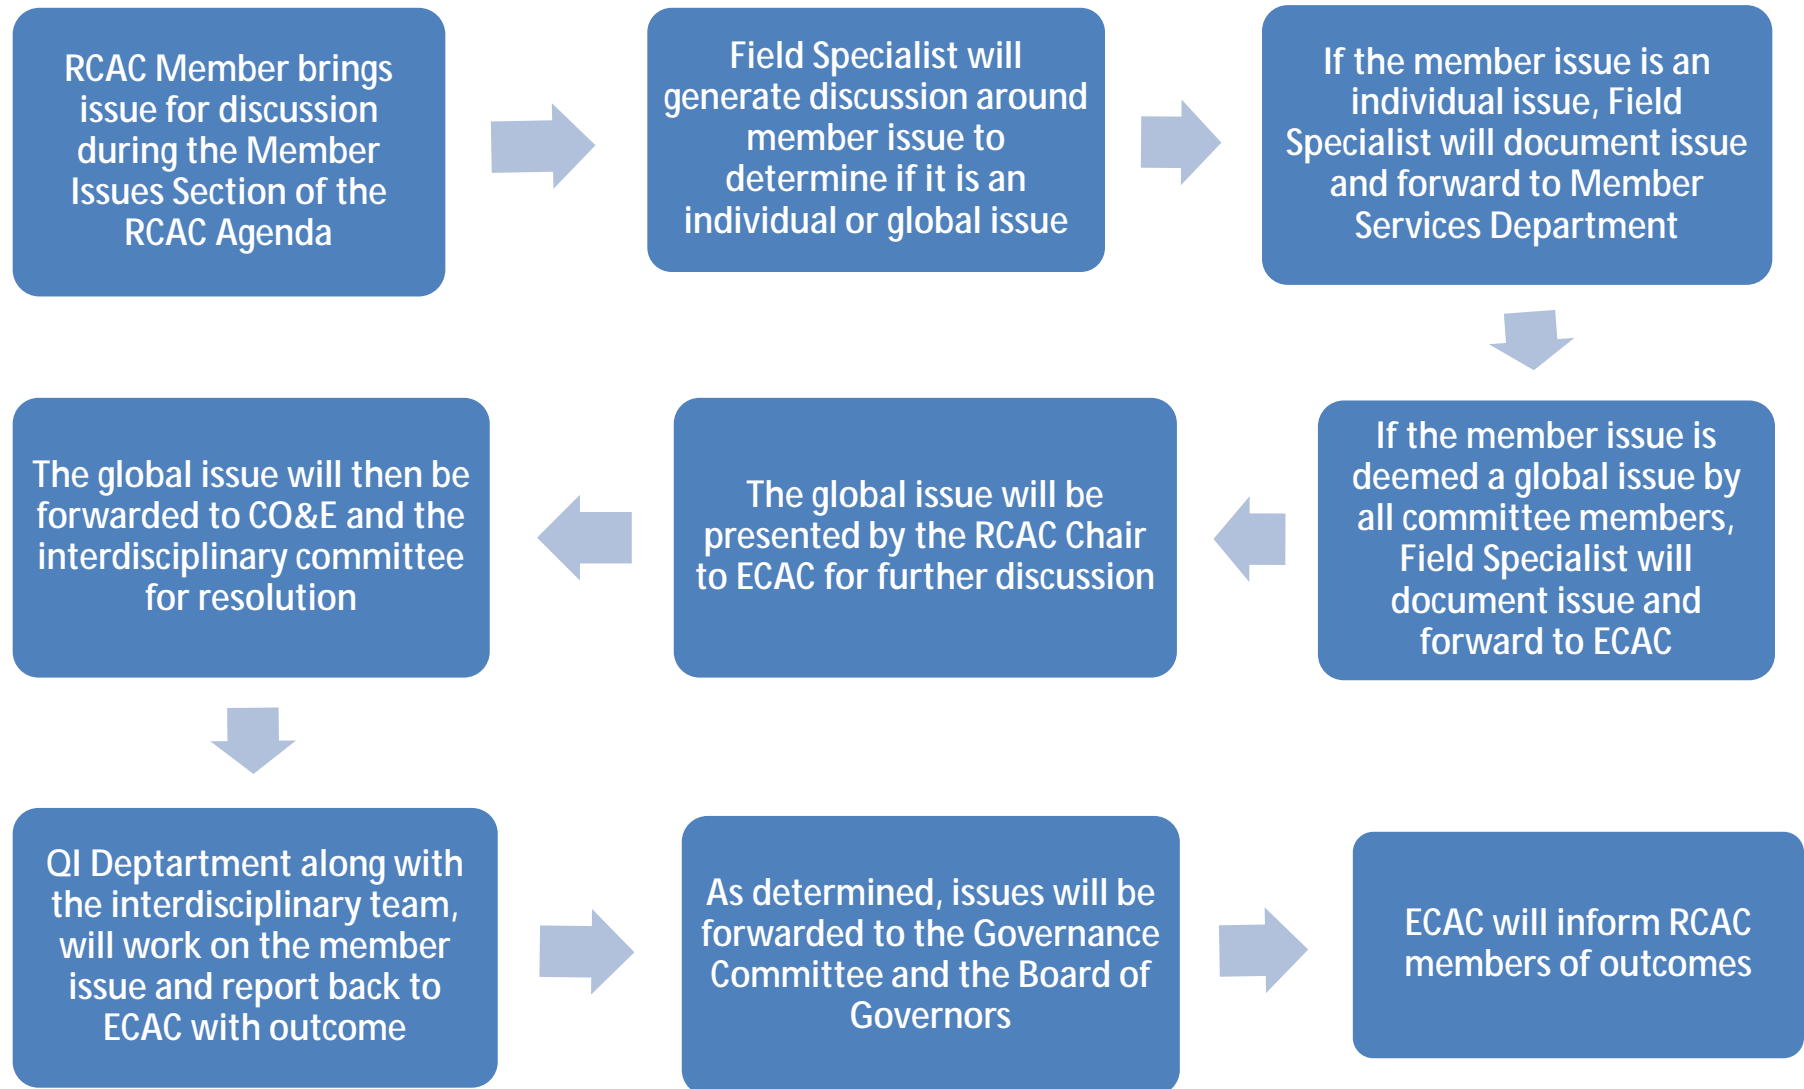 RCAC Member brings
issue for discussion
during the Member
Issues Section of the
RCAC Agenda
Field Specialist will
generate discussion around
member issue to
determine if it is an
individual or global issue
If the member issue is an
individual issue, Field
Specialist will document issue
and forward to Member
Services Department
If the member issue is
deemed a global issue by
all committee members,
Field Specialist will
document issue and
forward to ECAC
The global issue will be
presented by the RCAC Chair
to ECAC for further discussion
The global issue will then be
forwarded to CO&E and the
interdisciplinary committee
for resolution
QI Deptartment along with
the interdisciplinary team,
will work on the member
issue and report back to
ECAC with outcome
As determined, issues will be
forwarded to the Governance
Committee and the Board of
Governors
ECAC will inform RCAC
members of outcomes